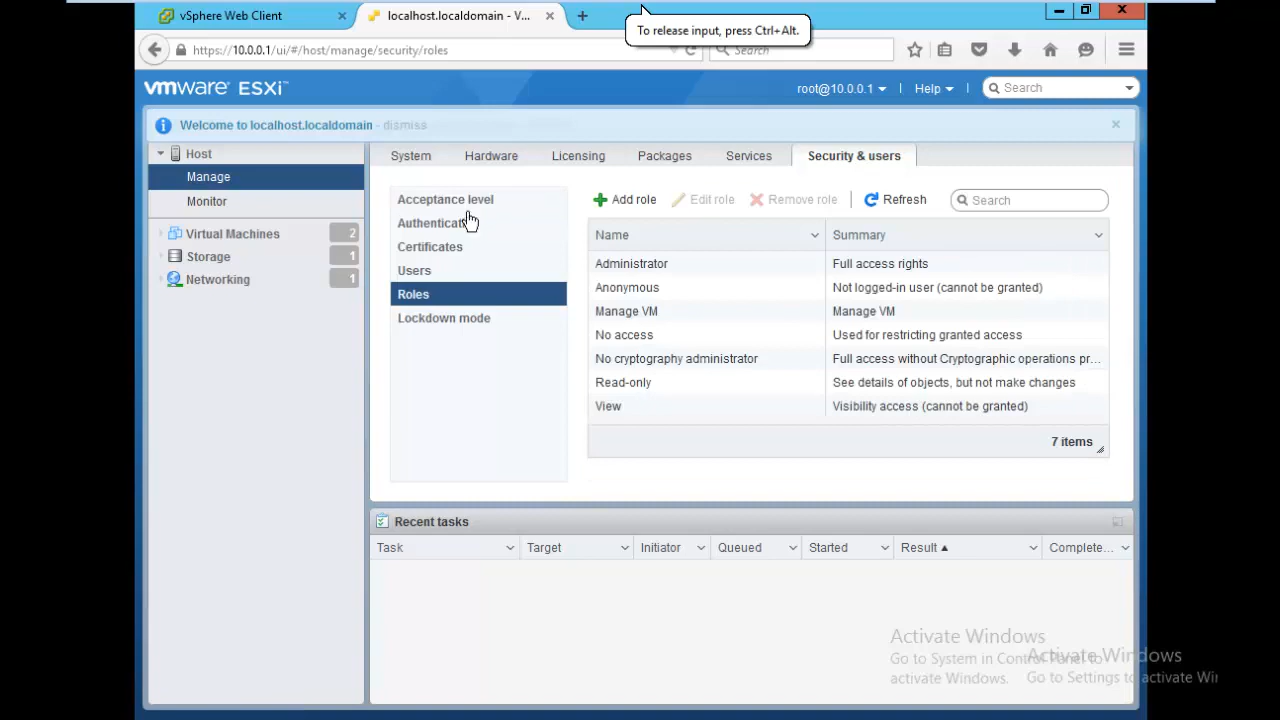 vSphere Web Client
localhost.localdomain - V...
To release input, press Ctrl+Alt.
https://10.0.0.1/ui/#/host/manage/security/roles
Search
vmware ESXi™
root@10.0.0.1
Help
Search
Welcome to localhost.localdomain - dismiss
Host
Manage
Monitor
Virtual Machines 2
Storage 1
Networking 1
System
Hardware
Licensing
Packages
Services
Security & users
Acceptance level
Certificates
Users
Roles
Lockdown mode
Add role
Edit role
Remove role
Refresh
Search
Name Summary
Administrator Full access rights
Anonymous Not logged-in user (cannot be granted)
Manage VM Manage VM
No access Used for restricting granted access
No cryptography administrator Full access without Cryptographic operations pr...
Read-only See details of objects, but not make changes
View Visibility access (cannot be granted)
7 items
Recent tasks
Task Target Initiator Queued Started Result Complete...
Activate Windows
Go to System in Control Panel to
activate Windows.
Activate Windows
Go to Settings to activate Wi